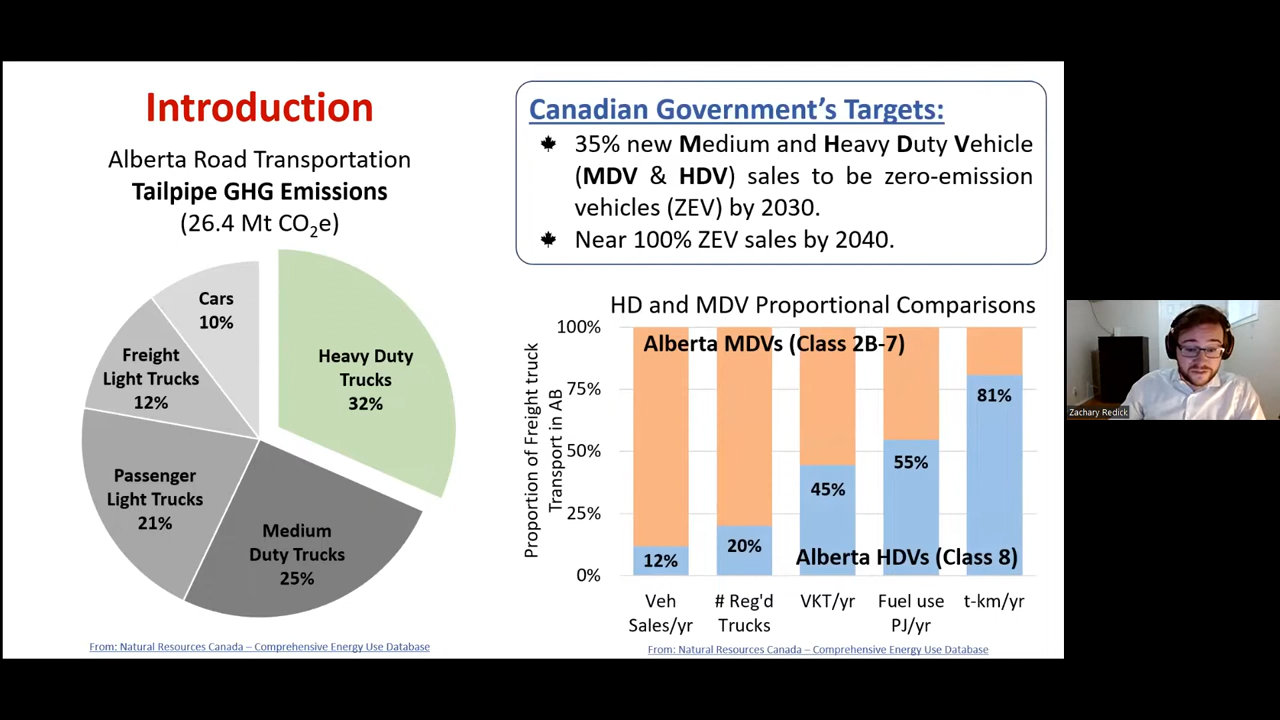 Introduction
Alberta Road Transportation
Tailpipe GHG Emissions
(26.4 Mt CO₂e)
Cars
10%
Heavy Duty
Trucks
32%
Freight
Light Trucks
12%
Passenger
Light Trucks
21%
Medium
Duty Trucks
25%
From: Natural Resources Canada – Comprehensive Energy Use Database
Canadian Government's Targets:
35% new Medium and Heavy Duty Vehicle
(MDV & HDV) sales to be zero-emission
vehicles (ZEV) by 2030.
Near 100% ZEV sales by 2040.
HD and MDV Proportional Comparisons
Proportion of Freight truck
Transport in AB
100%
75%
50%
25%
0%
Alberta MDVs (Class 2B-7)
81%
55%
45%
20%
12%
Alberta HDVs (Class 8)
Veh
Sales/yr
# Reg'd
Trucks
VKT/yr
Fuel use
PJ/yr
t-km/yr
From: Natural Resources Canada – Comprehensive Energy Use Database
Zachary Redick